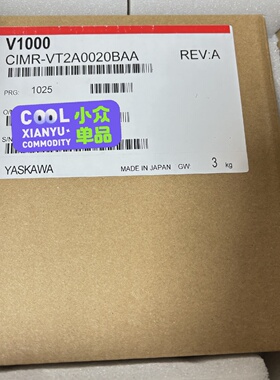 V1000
CIMR-VT2A0020BAA REV:A
PRG: 1025
O/
S/
COOL 小众
XIANYU+ 单品
COMMODITY
YASKAWA MADE IN JAPAN GW: 3 kg